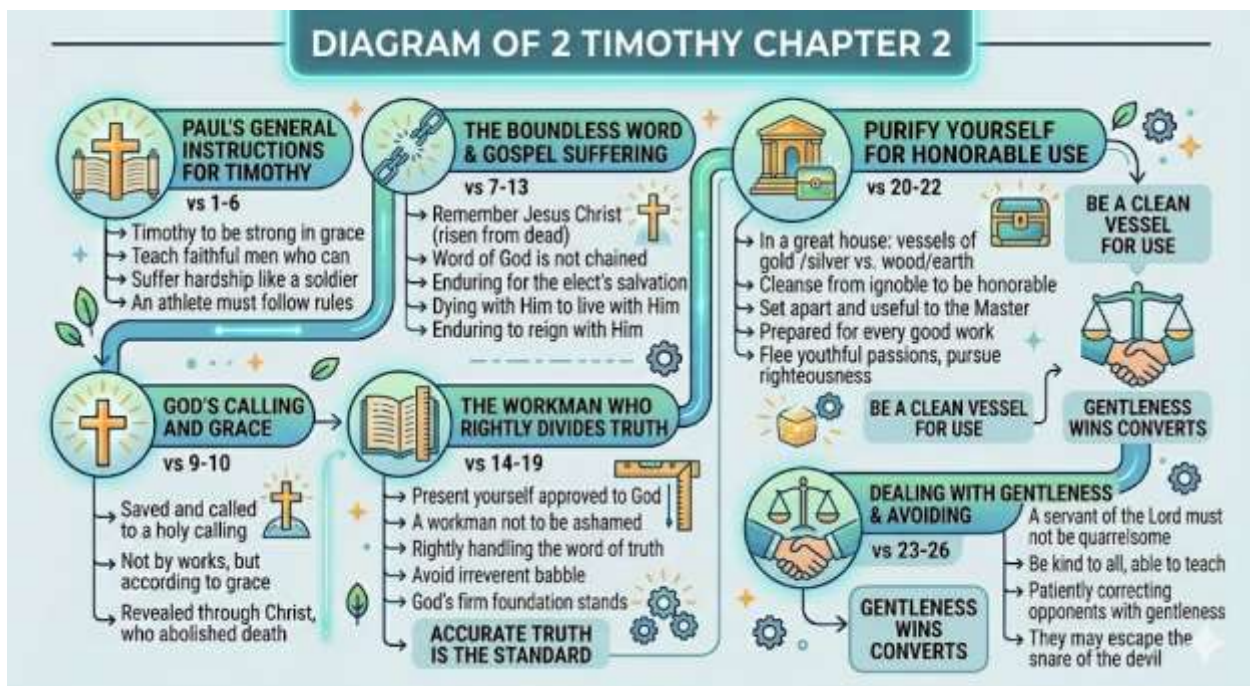 DIAGRAM OF 2 TIMOTHY CHAPTER 2
PAUL'S GENERAL
INSTRUCTIONS
FOR TIMOTHY
vs 1-6
Timothy to be strong in grace
Teach faithful men who can
Suffer hardship like a soldier
An athlete must follow rules
THE BOUNDLESS WORD
& GOSPEL SUFFERING
vs 7-13
Remember Jesus Christ
(risen from dead)
Word of God is not chained
Enduring for the elect's salvation
Dying with Him to live with Him
Enduring to reign with Him
GOD'S CALLING
AND GRACE
vs 9-10
Saved and called
to a holy calling
Not by works, but
according to grace
Revealed through Christ,
who abolished death
THE WORKMAN WHO
RIGHTLY DIVIDES TRUTH
vs 14-19
Present yourself approved to God
A workman not to be ashamed
Rightly handling the word of truth
Avoid irreverent babble
God's firm foundation stands
ACCURATE TRUTH
IS THE STANDARD
PURIFY YOURSELF
FOR HONORABLE USE
vs 20-22
In a great house: vessels of
gold /silver vs. wood/earth
Cleanse from ignoble to be honorable
Set apart and useful to the Master
Prepared for every good work
Flee youthful passions, pursue
righteousness
BE A CLEAN
VESSEL
FOR USE
BE A CLEAN VESSEL
FOR USE
GENTLENESS
WINS CONVERTS
DEALING WITH GENTLENESS
& AVOIDING
vs 23-26
A servant of the Lord must
not be quarrelsome
Be kind to all, able to teach
Patiently correcting
opponents with gentleness
They may escape the
snare of the devil
GENTLENESS
WINS
CONVERTS